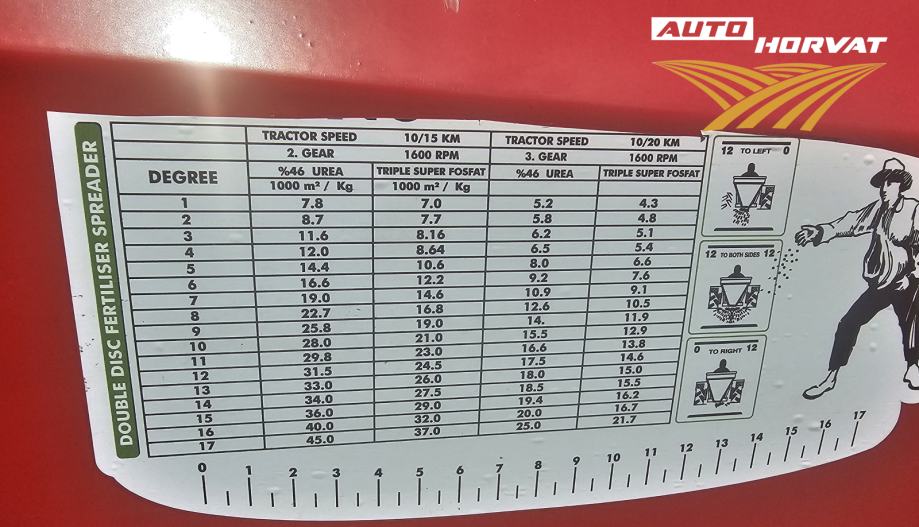 AUTO HORVAT
DOUBLE DISC FERTILISER SPREADER
TRACTOR SPEED 10/15 KM TRACTOR SPEED 10/20 KM
2. GEAR 1600 RPM 3. GEAR 1600 RPM
DEGREE %46 UREA TRIPLE SUPER FOSFAT %46 UREA TRIPLE SUPER FOSFAT
1000 m² / Kg 1000 m² / Kg
1 7.8 7.0 5.2 4.3
2 8.7 7.7 5.8 4.8
3 11.6 8.16 6.2 5.1
4 12.0 8.64 6.5 5.4
5 14.4 10.6 8.0 6.6
6 16.6 12.2 9.2 7.6
7 19.0 14.6 10.9 9.1
8 22.7 16.8 12.6 10.5
9 25.8 19.0 14. 11.9
10 28.0 21.0 15.5 12.9
11 29.8 23.0 16.6 13.8
12 31.5 24.5 17.5 14.6
13 33.0 26.0 18.0 15.0
14 34.0 27.5 18.5 15.5
15 36.0 29.0 19.4 16.2
16 40.0 32.0 20.0 16.7
17 45.0 37.0 25.0 21.7
12 TO LEFT 0
12 TO BOTH SIDES 12
0 TO RIGHT 12
0 1 2 3 4 5 6 7 8 9 10 11 12 13 14 15 16 17